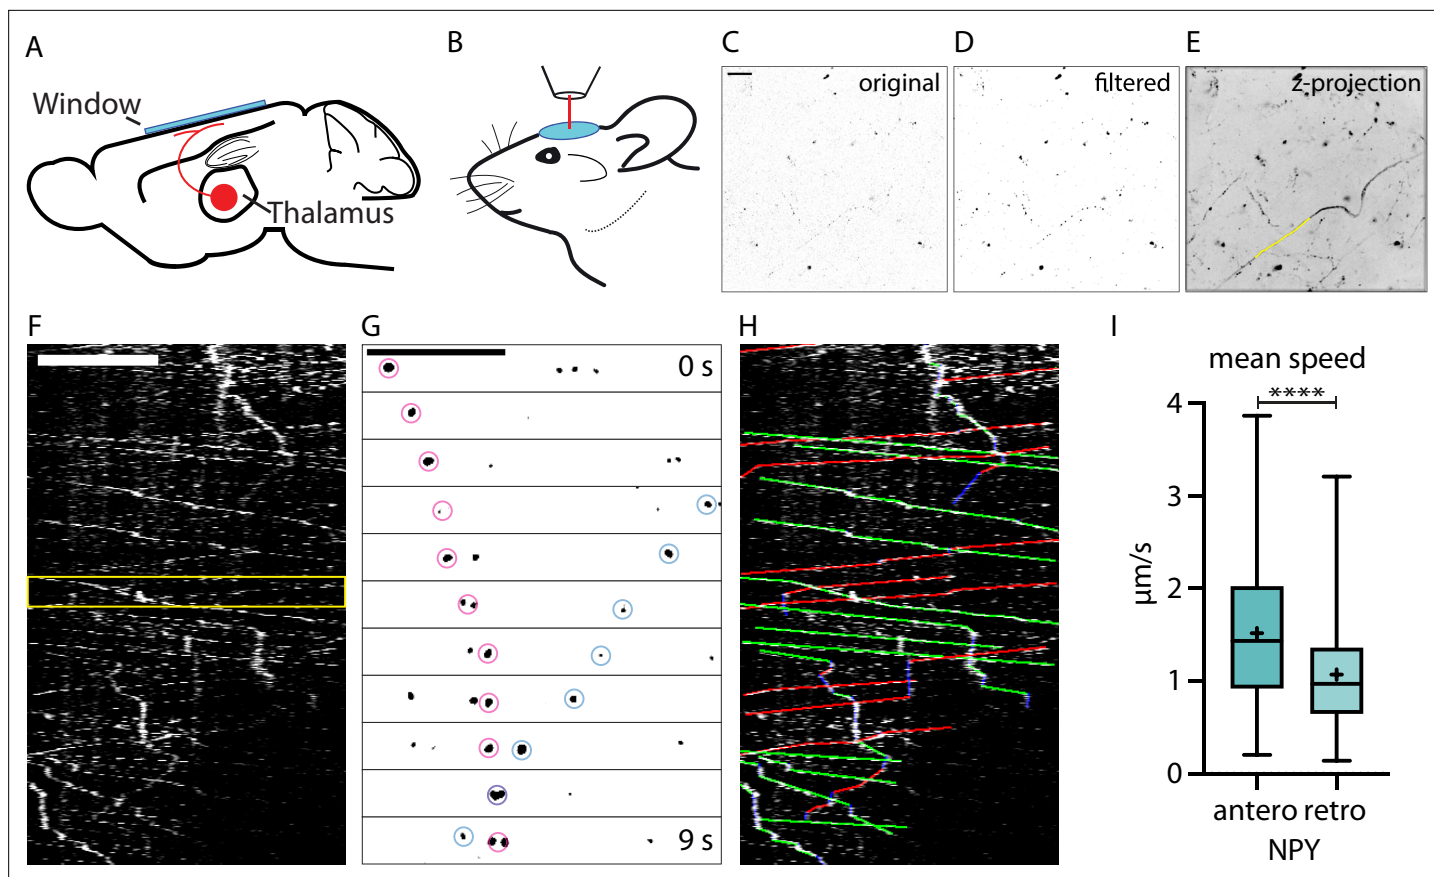 A
Window
Thalamus
B
C
original
D
filtered
E
z-projection
F
G
0 s
9 s
H
I
mean speed
****
4
3
2
1
0
µm/s
antero retro
NPY